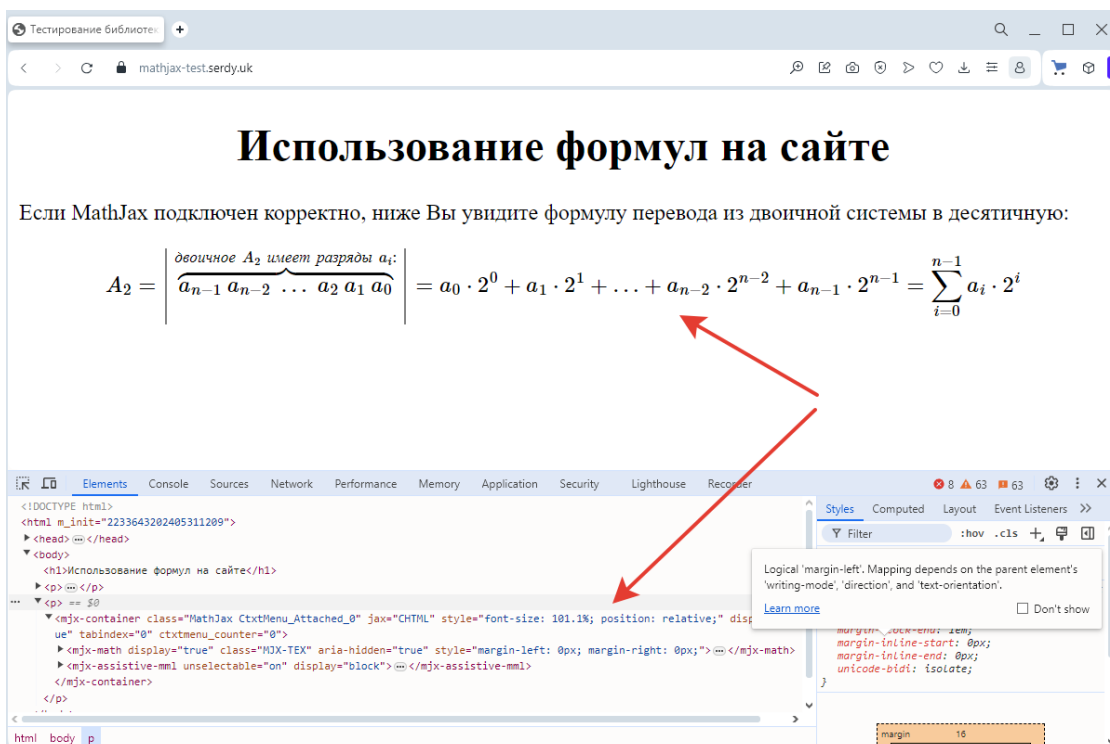 Тестирование библиотек
mathjax-test.serdy.uk
Использование формул на сайте
Если MathJax подключен корректно, ниже Вы увидите формулу перевода из двоичной системы в десятичную:
двоичное A₂ имеет разряды aᵢ:
A₂ = | aₙ₋₁ aₙ₋₂ … a₂ a₁ a₀ | = a₀ · 2⁰ + a₁ · 2¹ + … + aₙ₋₂ · 2ⁿ⁻² + aₙ₋₁ · 2ⁿ⁻¹ = ∑ᵢ₌₀ⁿ⁻¹ aᵢ · 2ⁱ
Elements Console Sources Network Performance Memory Application Security Lighthouse Recorder 8 63 63
<!DOCTYPE html>
<html m_init="2233643202405311209">
<head> … </head>
<body>
<h1>Использование формул на сайте</h1>
<p> … </p>
<p> == $0
<mjx-container class="MathJax CtxtMenu_Attached_0" jax="CHTML" style="font-size: 101.1%; position: relative;" disp
ue" tabindex="0" ctxtmenu_counter="0">
<mjx-math display="true" class="MJX-TEX" aria-hidden="true" style="margin-left: 0px; margin-right: 0px;"> … </mjx-math>
<mjx-assistive-mml unselectable="on" display="block"> … </mjx-assistive-mml>
</mjx-container>
</p>
html body p
Styles Computed Layout Event Listeners
Filter :hov .cls
Logical 'margin-left'. Mapping depends on the parent element's
'writing-mode', 'direction', and 'text-orientation'.
Learn more Don't show
margin-inline-start: 0px;
margin-inline-end: 0px;
unicode-bidi: isolate;
}
margin 16